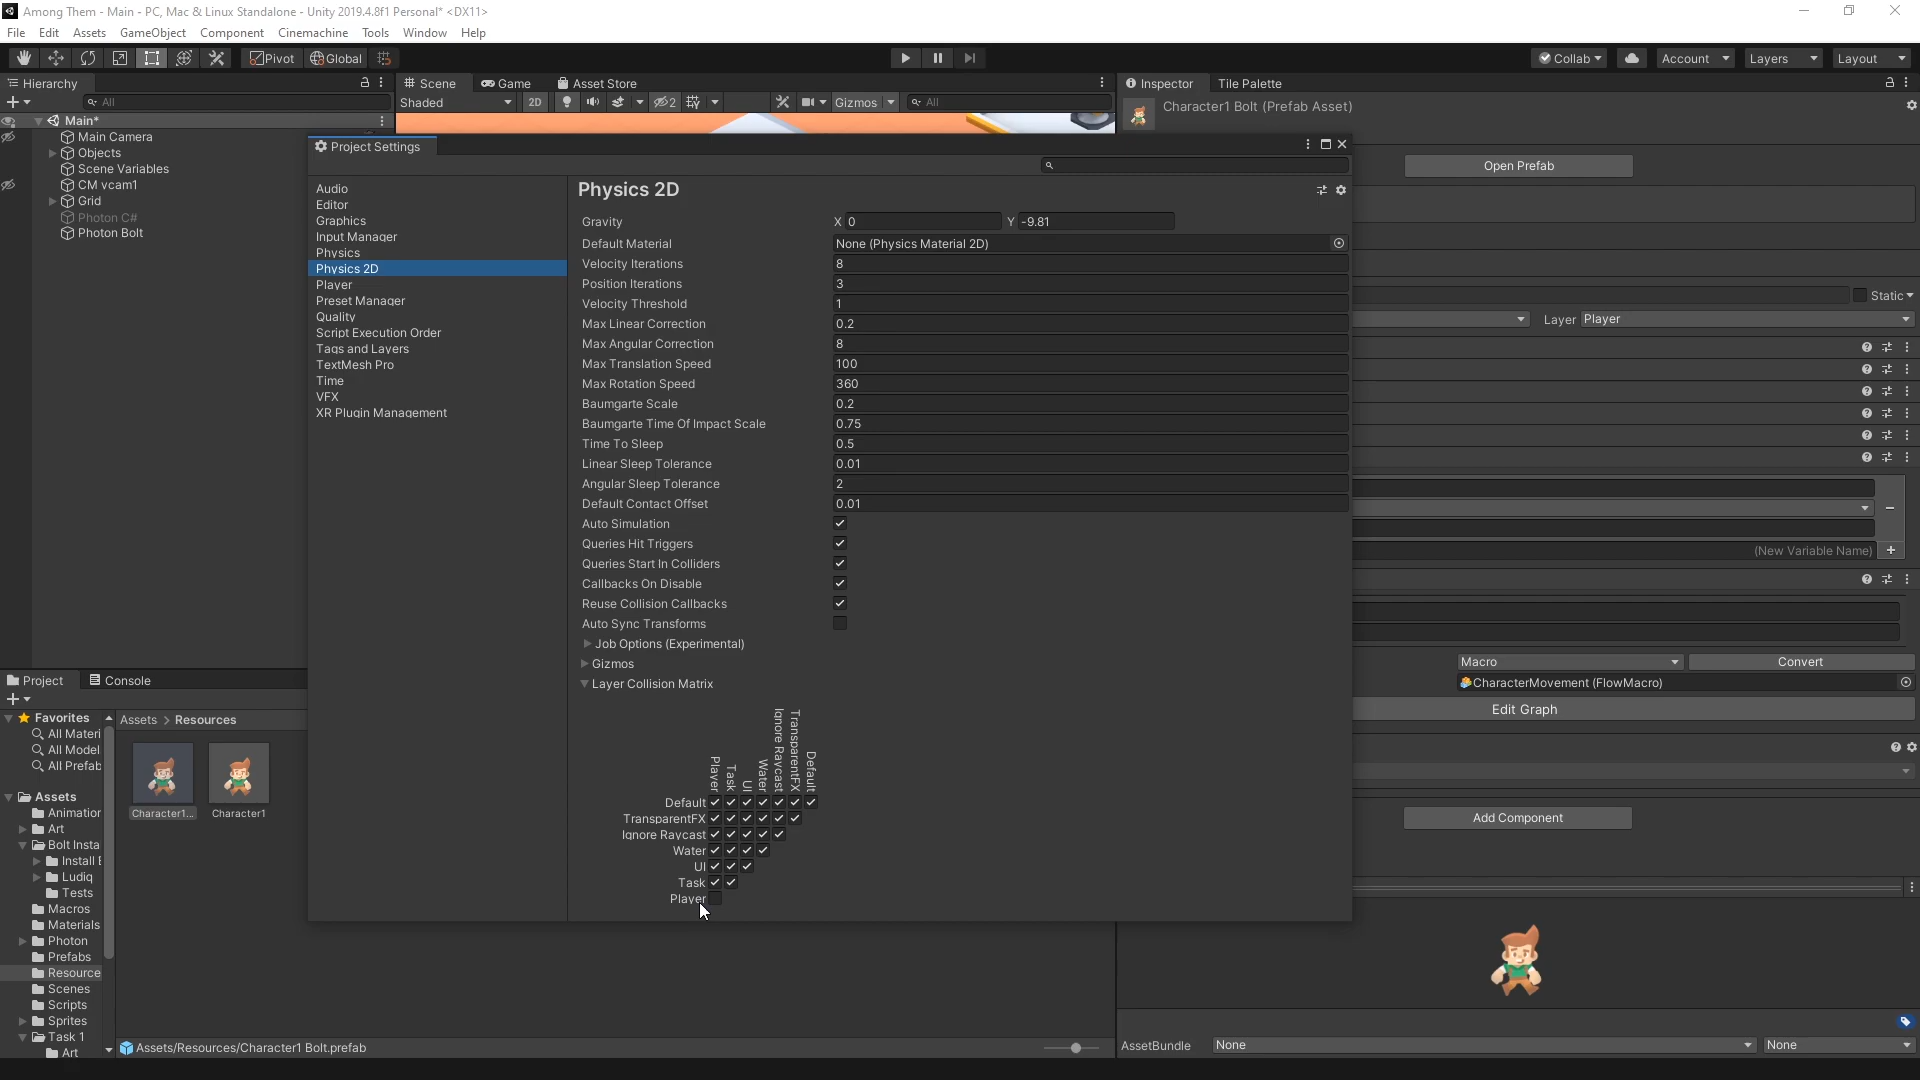 Among Them - Main - PC, Mac & Linux Standalone - Unity 2019.4.8f1 Personal* <DX11>
File Edit Assets GameObject Component Cinemachine Tools Window Help
Pivot Global Collab Account Layers Layout
Hierarchy
All
Main*
Main Camera
Objects
Scene Variables
CM vcam1
Grid
Photon C#
Photon Bolt
Scene Game Asset Store
Shaded 2D 2 Gizmos All
Project Settings
Audio
Editor
Graphics
Input Manager
Physics
Physics 2D
Player
Preset Manager
Quality
Script Execution Order
Tags and Layers
TextMesh Pro
Time
VFX
XR Plugin Management
Physics 2D
Gravity X 0 Y -9.81
Default Material None (Physics Material 2D)
Velocity Iterations 8
Position Iterations 3
Velocity Threshold 1
Max Linear Correction 0.2
Max Angular Correction 8
Max Translation Speed 100
Max Rotation Speed 360
Baumgarte Scale 0.2
Baumgarte Time Of Impact Scale 0.75
Time To Sleep 0.5
Linear Sleep Tolerance 0.01
Angular Sleep Tolerance 2
Default Contact Offset 0.01
Auto Simulation
Queries Hit Triggers
Queries Start In Colliders
Callbacks On Disable
Reuse Collision Callbacks
Auto Sync Transforms
Job Options (Experimental)
Gizmos
Layer Collision Matrix
Player
Task
UI
Water
Ignore Raycast
TransparentFX
Default
Default
TransparentFX
Ignore Raycast
Water
UI
Task
Player
Inspector Tile Palette
Character1 Bolt (Prefab Asset)
Open Prefab
Static
Layer Player
(New Variable Name)
Macro Convert
CharacterMovement (FlowMacro)
Edit Graph
Add Component
AssetBundle None None
Project Console
Favorites
All Materi
All Model
All Prefab
Assets
Animation
Art
Bolt Insta
Install B
Ludiq
Tests
Macros
Materials
Photon
Prefabs
Resource
Scenes
Scripts
Sprites
Task 1
Art
Assets > Resources
Character1... Character1
Assets/Resources/Character1 Bolt.prefab